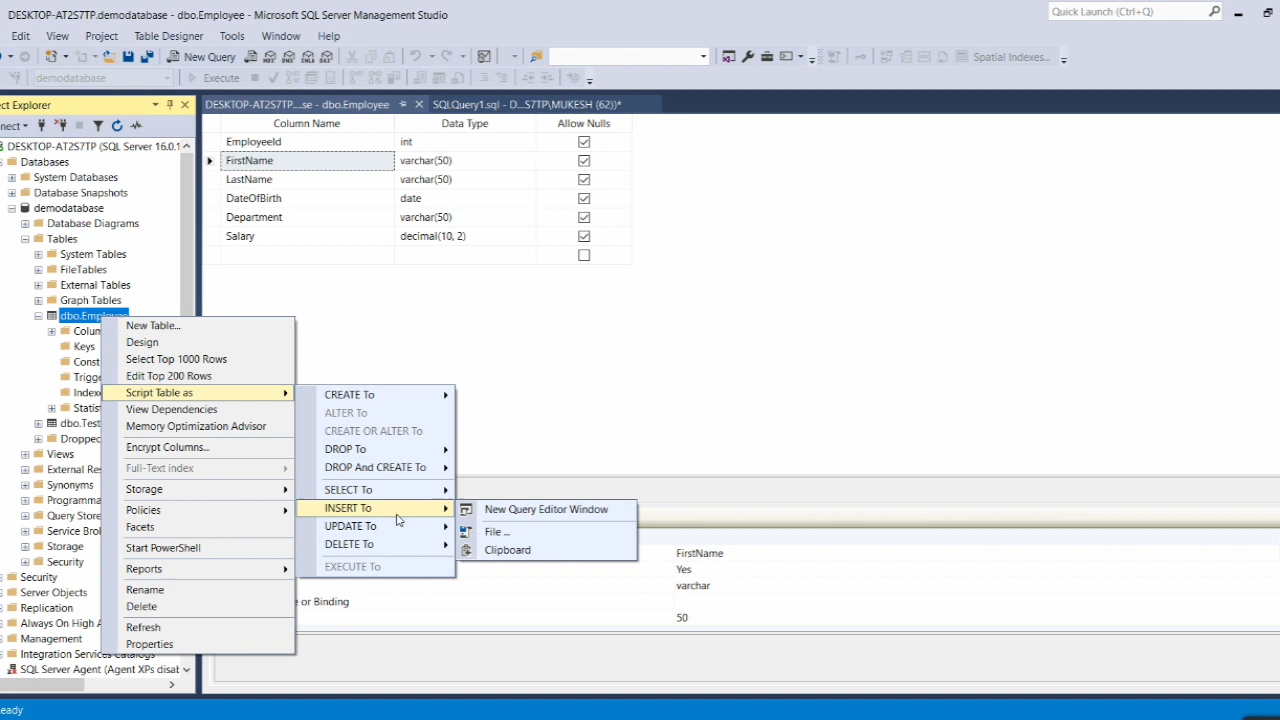 DESKTOP-AT2S7TP.demodatabase - dbo.Employee - Microsoft SQL Server Management Studio
Quick Launch (Ctrl+Q)
Edit View Project Table Designer Tools Window Help
New Query
Spatial Indexes..
demodatabase
Execute
ect Explorer
DESKTOP-AT2S7TP....se - dbo.Employee
SQLQuery1.sql - D...S7TP\MUKESH (62))*
nnect
DESKTOP-AT2S7TP (SQL Server 16.0.1
Databases
System Databases
Database Snapshots
demodatabase
Database Diagrams
Tables
System Tables
FileTables
External Tables
Graph Tables
dbo.Employee
Colum
Keys
Const
Trigge
Indexe
Statist
dbo.Test
Droppec
Views
External Res
Synonyms
Programma
Query Store
Service Brol
Storage
Security
Security
Server Objects
Replication
Always On High A
Management
Integration Services Catalogs
SQL Server Agent (Agent XPs disat
Column Name Data Type Allow Nulls
EmployeeId int
FirstName varchar(50)
LastName varchar(50)
DateOfBirth date
Department varchar(50)
Salary decimal(10, 2)
New Table...
Design
Select Top 1000 Rows
Edit Top 200 Rows
Script Table as
View Dependencies
Memory Optimization Advisor
Encrypt Columns...
Full-Text index
Storage
Policies
Facets
Start PowerShell
Reports
Rename
Delete
Refresh
Properties
CREATE To
ALTER To
CREATE OR ALTER To
DROP To
DROP And CREATE To
SELECT To
INSERT To
UPDATE To
DELETE To
EXECUTE To
New Query Editor Window
File ...
Clipboard
FirstName
Yes
varchar
e or Binding
50
eady